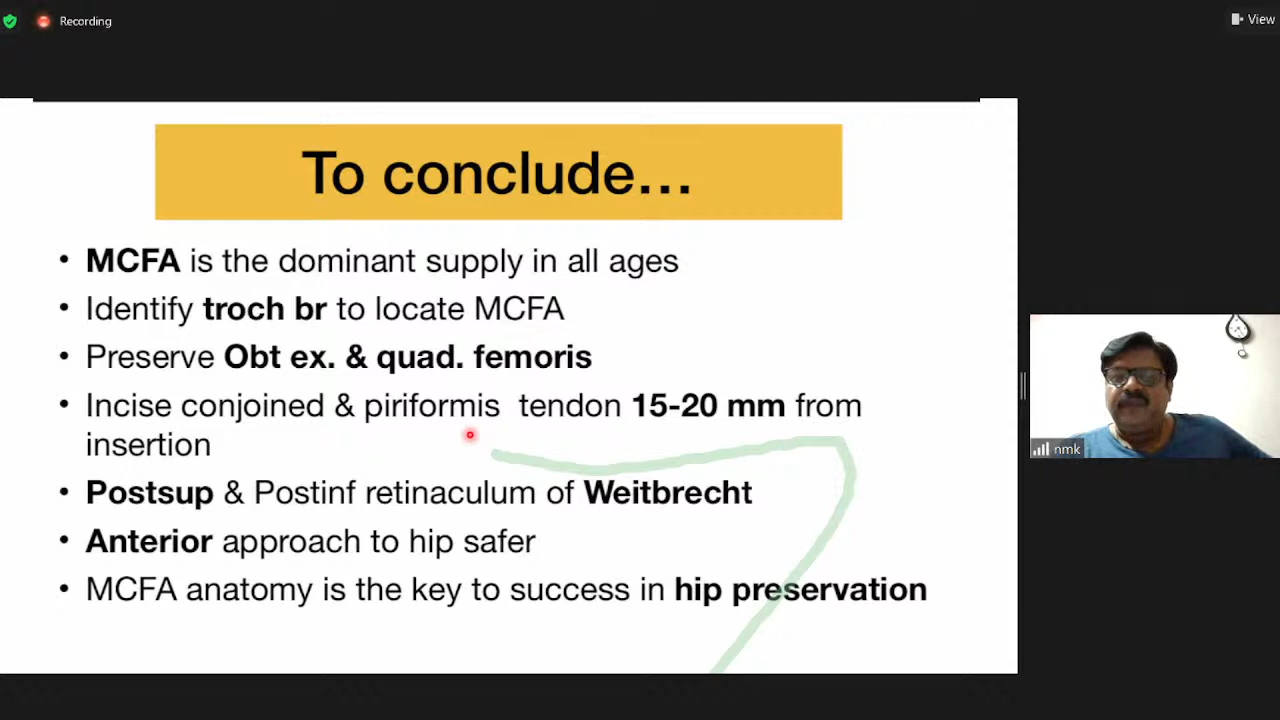 Recording
View
To conclude...
• MCFA is the dominant supply in all ages
• Identify troch br to locate MCFA
• Preserve Obt ex. & quad. femoris
• Incise conjoined & piriformis tendon 15-20 mm from
insertion
• Postsup & Postinf retinaculum of Weitbrecht
• Anterior approach to hip safer
• MCFA anatomy is the key to success in hip preservation
nmk